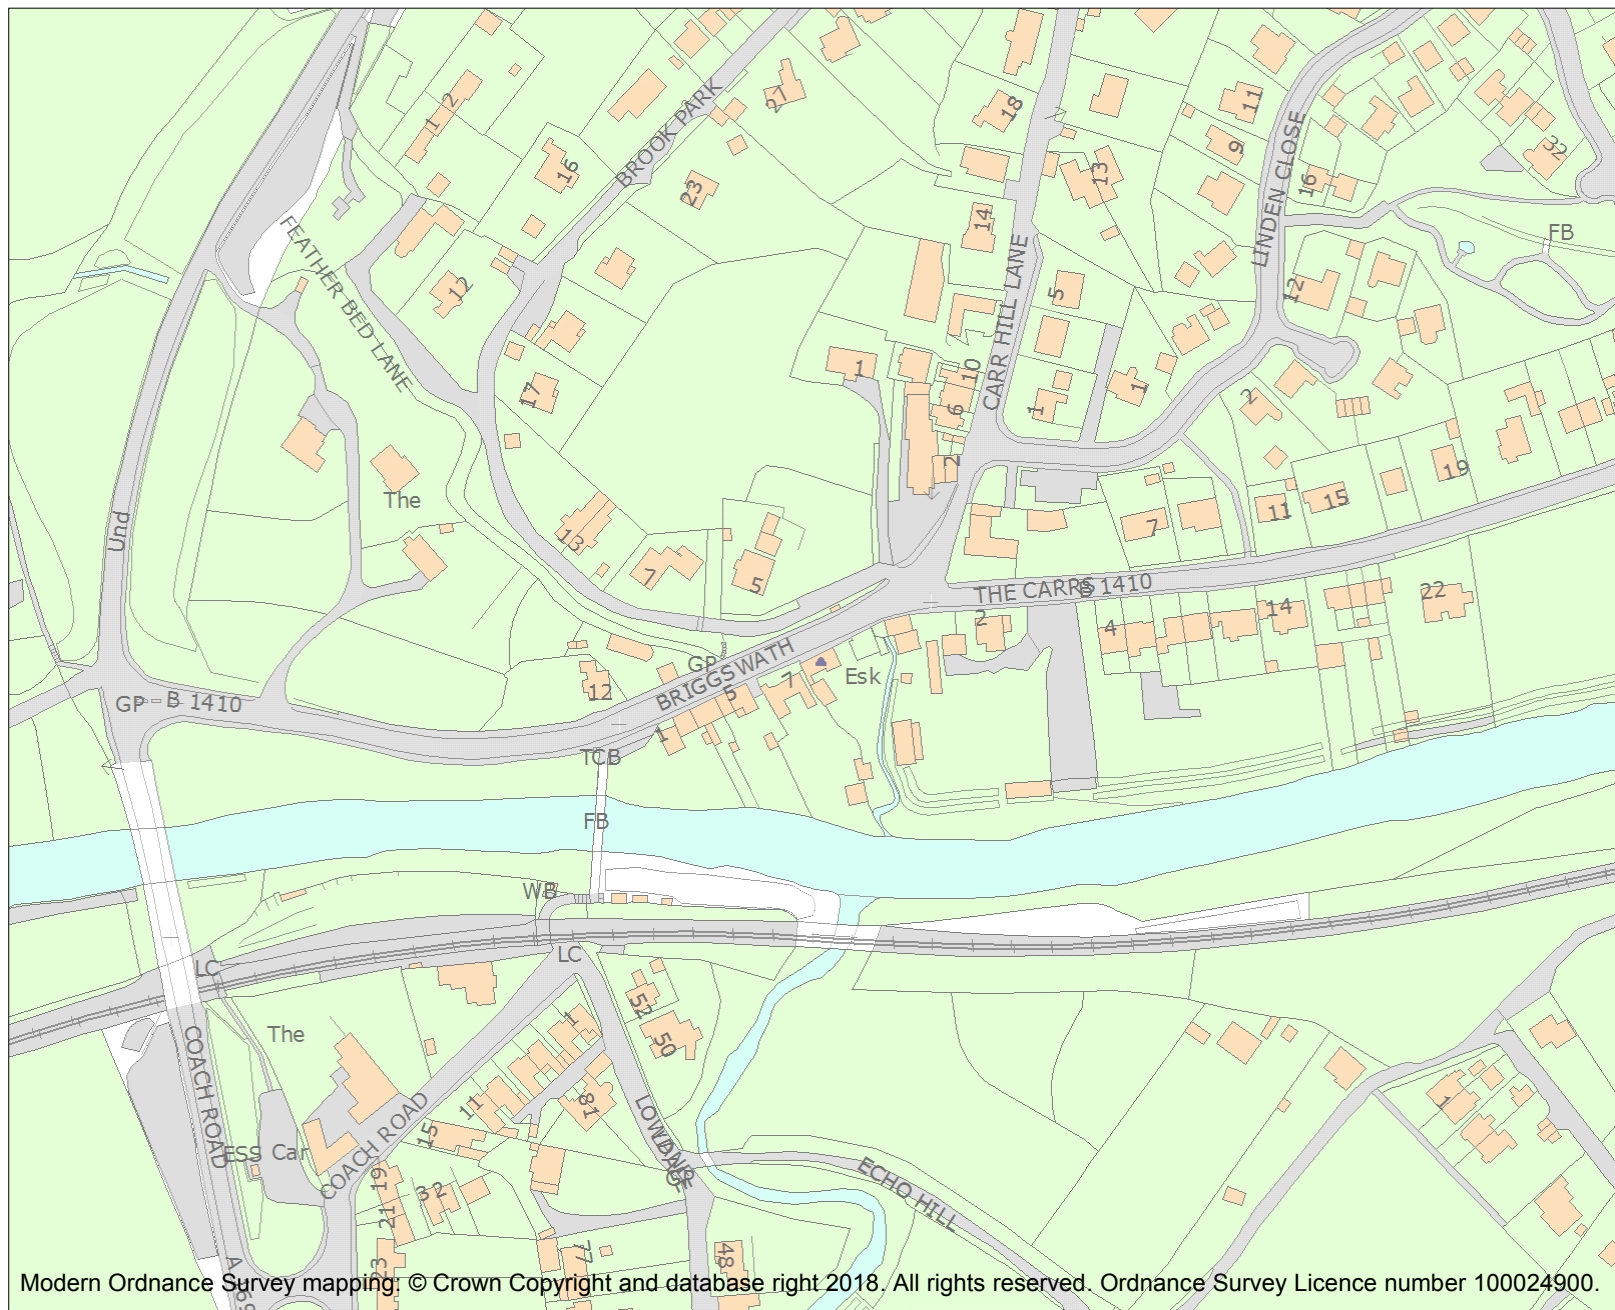 BROOK PARK
FEATHER BED LANE
CARR HILL LANE
LINDEN CLOSE
1 2
16
27
23
18
14
13
11
9
16
32
FB
12
12
5
17
1
10
6
2
1
1
2
The
Und
13
7
5
7
11
15
19
THE CARRS
B 1410
2
4
14
22
GP
BRIGGSWATH
Esk
12
1
5
7
GP
B 1410
TCB
FB
WB
LC
LC
The
COACH ROAD
52
50
1
11
15
81
COACH ROAD
ESS Car
19
21
23
32
77
48
ECHO HILL
1
Modern Ordnance Survey mapping: © Crown Copyright and database right 2018. All rights reserved. Ordnance Survey Licence number 100024900.